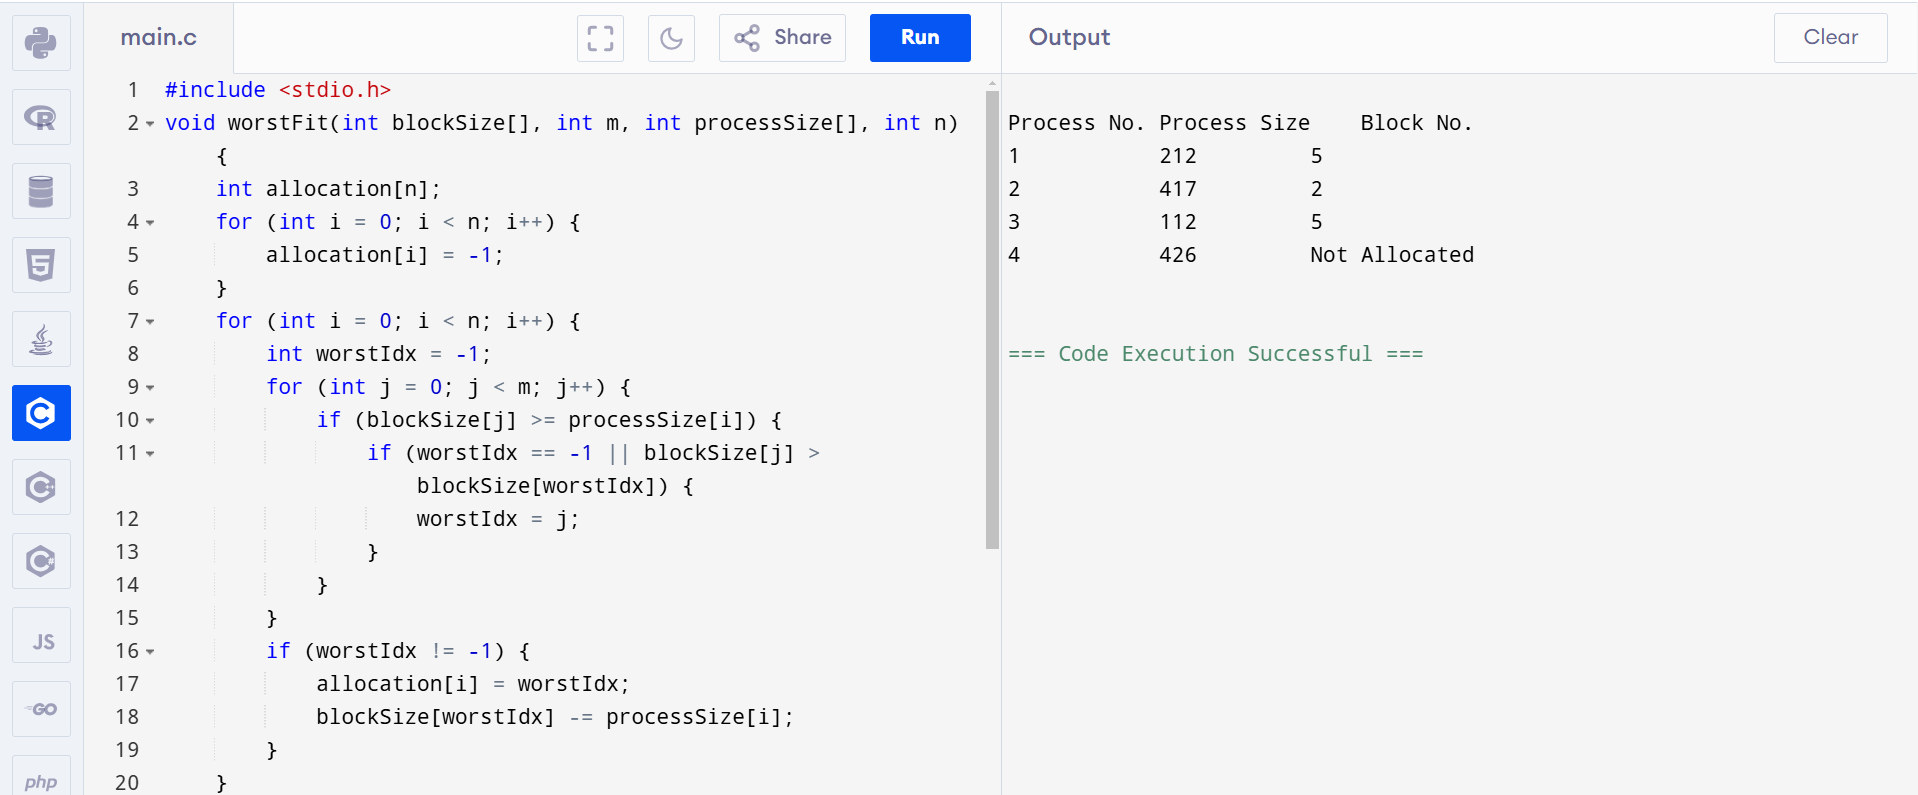 main.c
Share
Run
Output
Clear
1 #include <stdio.h>
2 void worstFit(int blockSize[], int m, int processSize[], int n)
{
3 int allocation[n];
4 for (int i = 0; i < n; i++) {
5 allocation[i] = -1;
6 }
7 for (int i = 0; i < n; i++) {
8 int worstIdx = -1;
9 for (int j = 0; j < m; j++) {
10 if (blockSize[j] >= processSize[i]) {
11 if (worstIdx == -1 || blockSize[j] >
blockSize[worstIdx]) {
12 worstIdx = j;
13 }
14 }
15 }
16 if (worstIdx != -1) {
17 allocation[i] = worstIdx;
18 blockSize[worstIdx] -= processSize[i];
19 }
20 }
Process No. Process Size Block No.
1 212 5
2 417 2
3 112 5
4 426 Not Allocated
=== Code Execution Successful ===
R
5
C
C++
C#
JS
GO
php